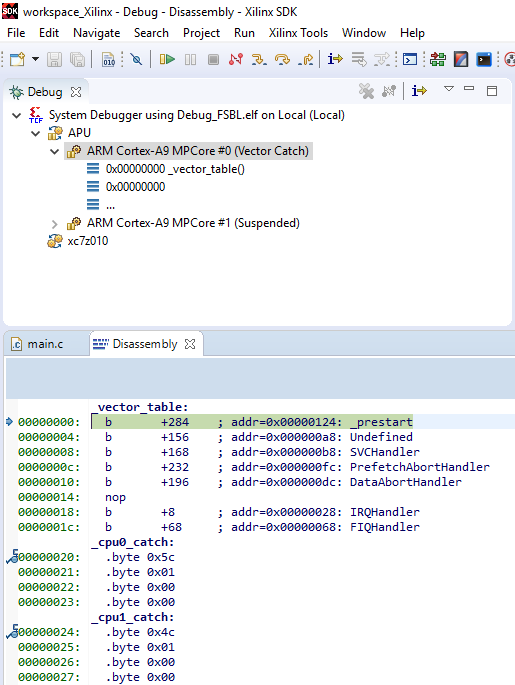 SDK workspace_Xilinx - Debug - Disassembly - Xilinx SDK
File Edit Navigate Search Project Run Xilinx Tools Window Help
010
Debug
TCF System Debugger using Debug_FSBL.elf on Local (Local)
APU
ARM Cortex-A9 MPCore #0 (Vector Catch)
0x00000000 _vector_table()
0x00000000
...
ARM Cortex-A9 MPCore #1 (Suspended)
xc7z010
main.c Disassembly
_vector_table:
00000000: b +284 ; addr=0x00000124: _prestart
00000004: b +156 ; addr=0x000000a8: Undefined
00000008: b +168 ; addr=0x000000b8: SVCHandler
0000000c: b +232 ; addr=0x000000fc: PrefetchAbortHandler
00000010: b +196 ; addr=0x000000dc: DataAbortHandler
00000014: nop
00000018: b +8 ; addr=0x00000028: IRQHandler
0000001c: b +68 ; addr=0x00000068: FIQHandler
_cpu0_catch:
00000020: .byte 0x5c
00000021: .byte 0x01
00000022: .byte 0x00
00000023: .byte 0x00
_cpu1_catch:
00000024: .byte 0x4c
00000025: .byte 0x01
00000026: .byte 0x00
00000027: .byte 0x00